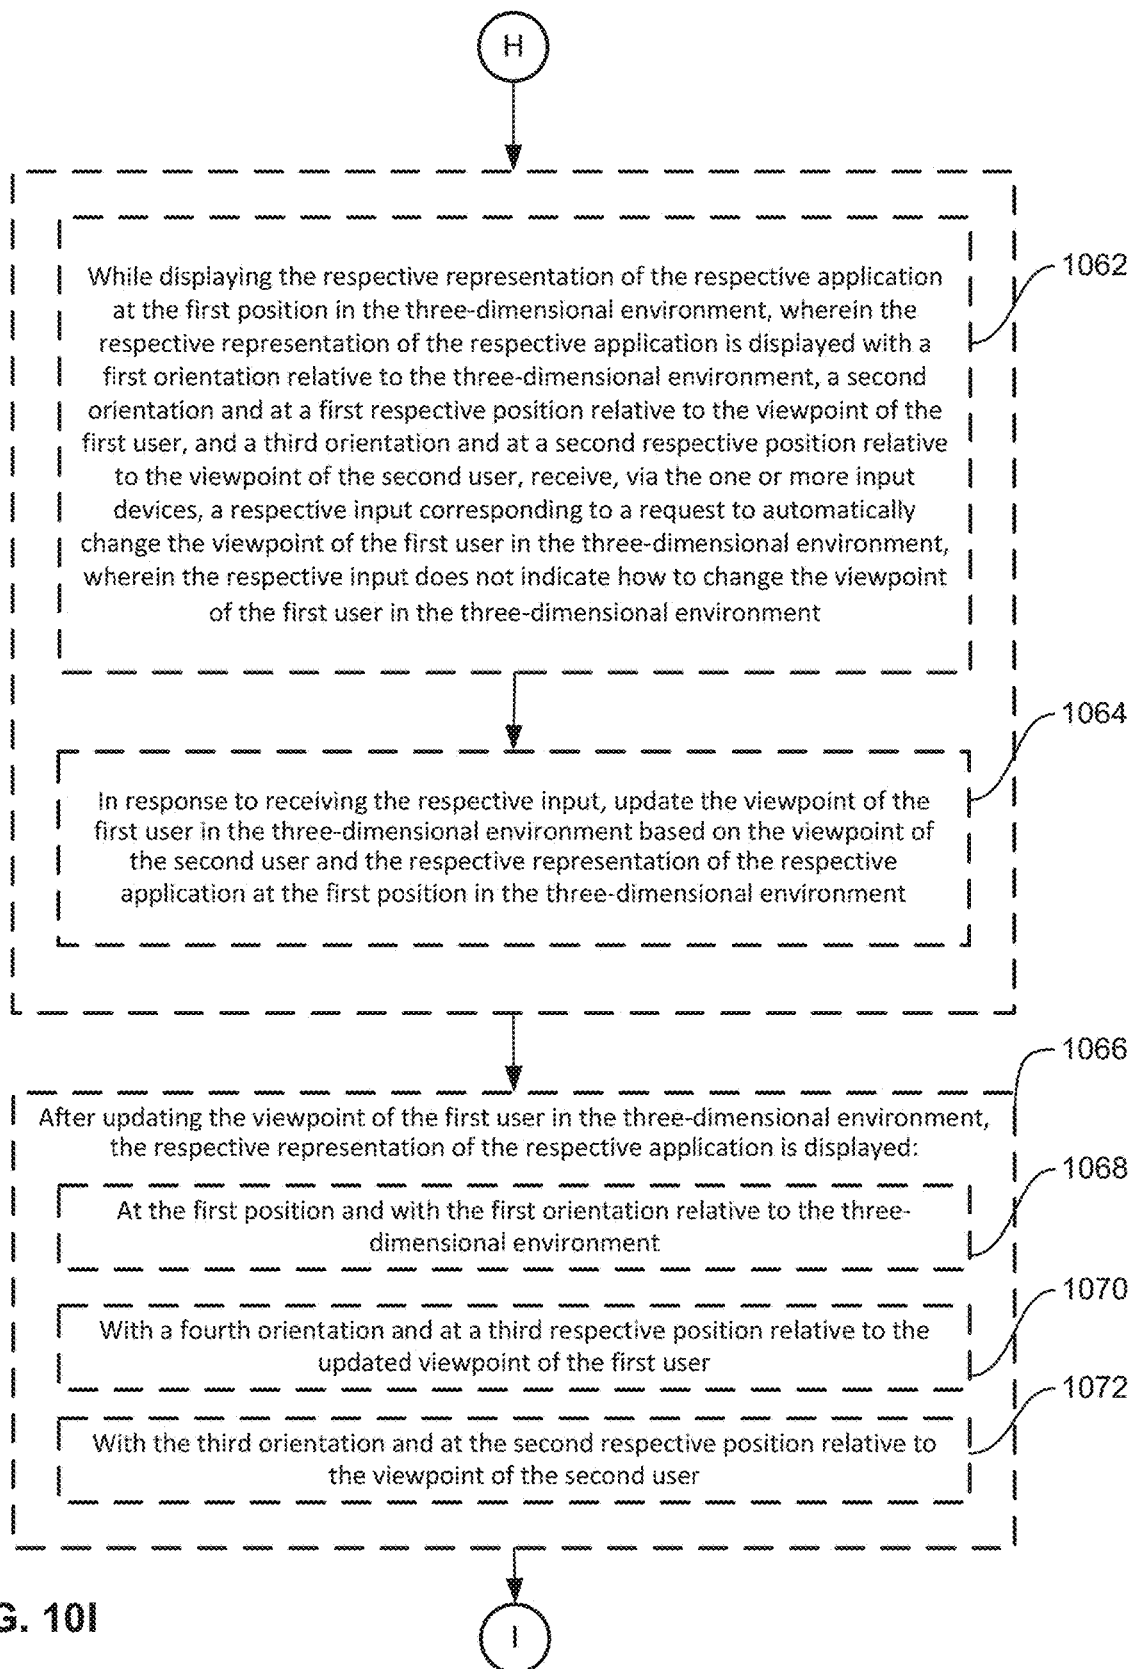 H
While displaying the respective representation of the respective application
at the first position in the three-dimensional environment, wherein the
respective representation of the respective application is displayed with a
first orientation relative to the three-dimensional environment, a second
orientation and at a first respective position relative to the viewpoint of the
first user, and a third orientation and at a second respective position relative
to the viewpoint of the second user, receive, via the one or more input
devices, a respective input corresponding to a request to automatically
change the viewpoint of the first user in the three-dimensional environment,
wherein the respective input does not indicate how to change the viewpoint
of the first user in the three-dimensional environment
1062
In response to receiving the respective input, update the viewpoint of the
first user in the three-dimensional environment based on the viewpoint of
the second user and the respective representation of the respective
application at the first position in the three-dimensional environment
1064
After updating the viewpoint of the first user in the three-dimensional environment,
the respective representation of the respective application is displayed:
1066
At the first position and with the first orientation relative to the three-
dimensional environment
1068
With a fourth orientation and at a third respective position relative to the
updated viewpoint of the first user
1070
With the third orientation and at the second respective position relative to
the viewpoint of the second user
1072
G. 10I
I